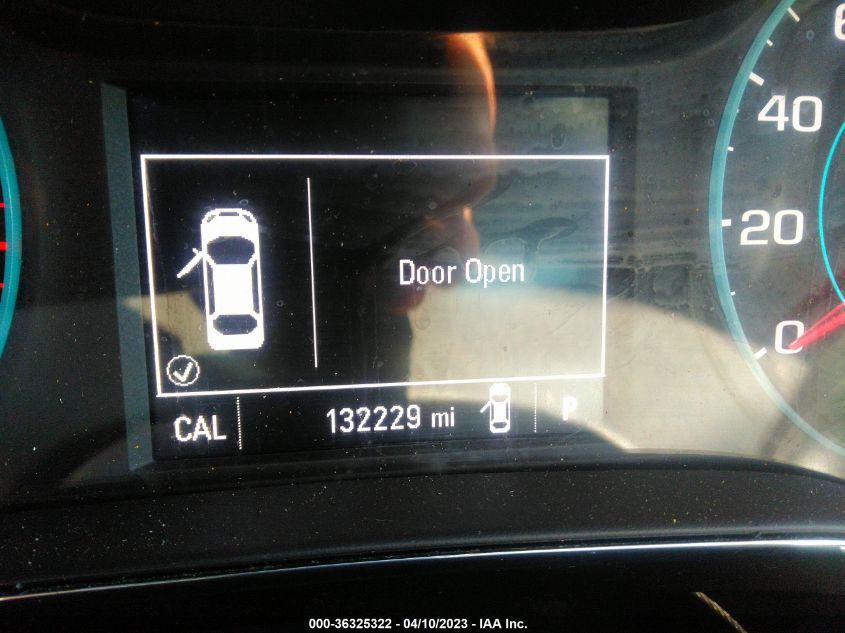 40
20
0
Door Open
CAL 132229 mi P
000-36325322 - 04/10/2023 - IAA Inc.